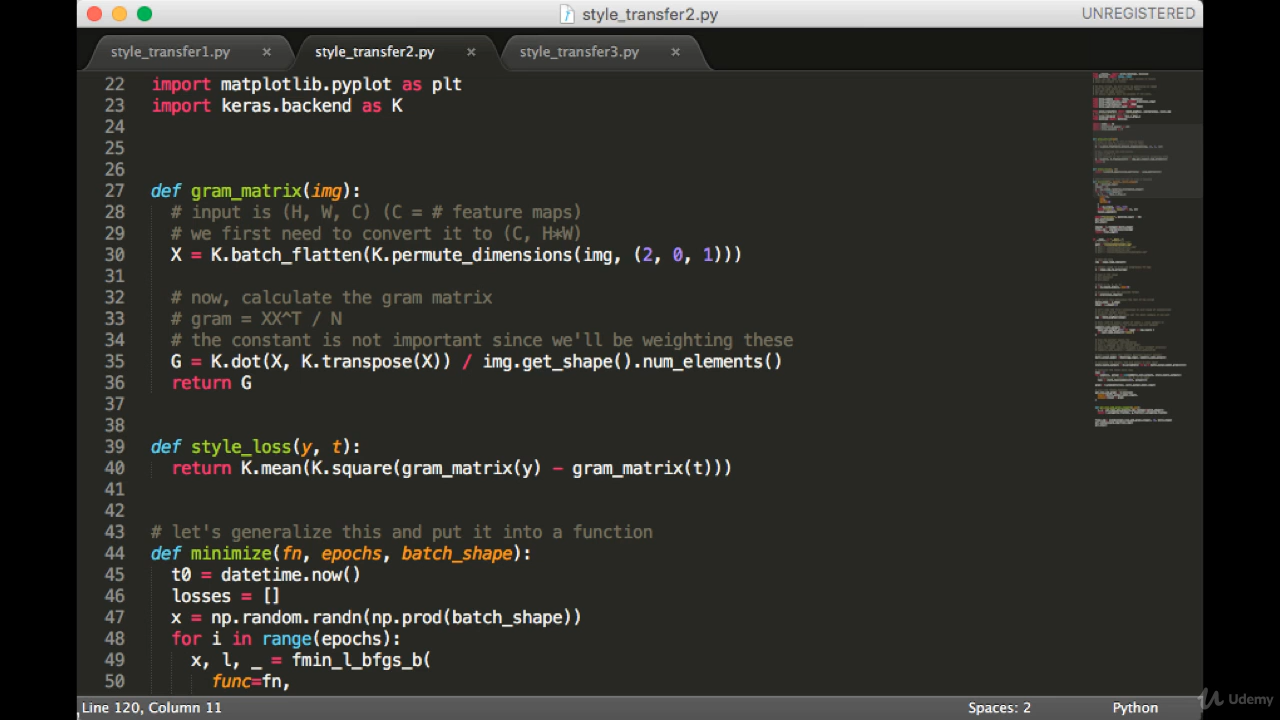 style_transfer2.py
UNREGISTERED
style_transfer1.py × style_transfer2.py × style_transfer3.py ×
22 import matplotlib.pyplot as plt
23 import keras.backend as K
24
25
26
27 def gram_matrix(img):
28 # input is (H, W, C) (C = # feature maps)
29 # we first need to convert it to (C, H*W)
30 X = K.batch_flatten(K.permute_dimensions(img, (2, 0, 1)))
31
32 # now, calculate the gram matrix
33 # gram = XX^T / N
34 # the constant is not important since we'll be weighting these
35 G = K.dot(X, K.transpose(X)) / img.get_shape().num_elements()
36 return G
37
38
39 def style_loss(y, t):
40 return K.mean(K.square(gram_matrix(y) - gram_matrix(t)))
41
42
43 # let's generalize this and put it into a function
44 def minimize(fn, epochs, batch_shape):
45 t0 = datetime.now()
46 losses = []
47 x = np.random.randn(np.prod(batch_shape))
48 for i in range(epochs):
49 x, l, _ = fmin_l_bfgs_b(
50 func=fn,
Line 120, Column 11
Spaces: 2
Python
Udemy